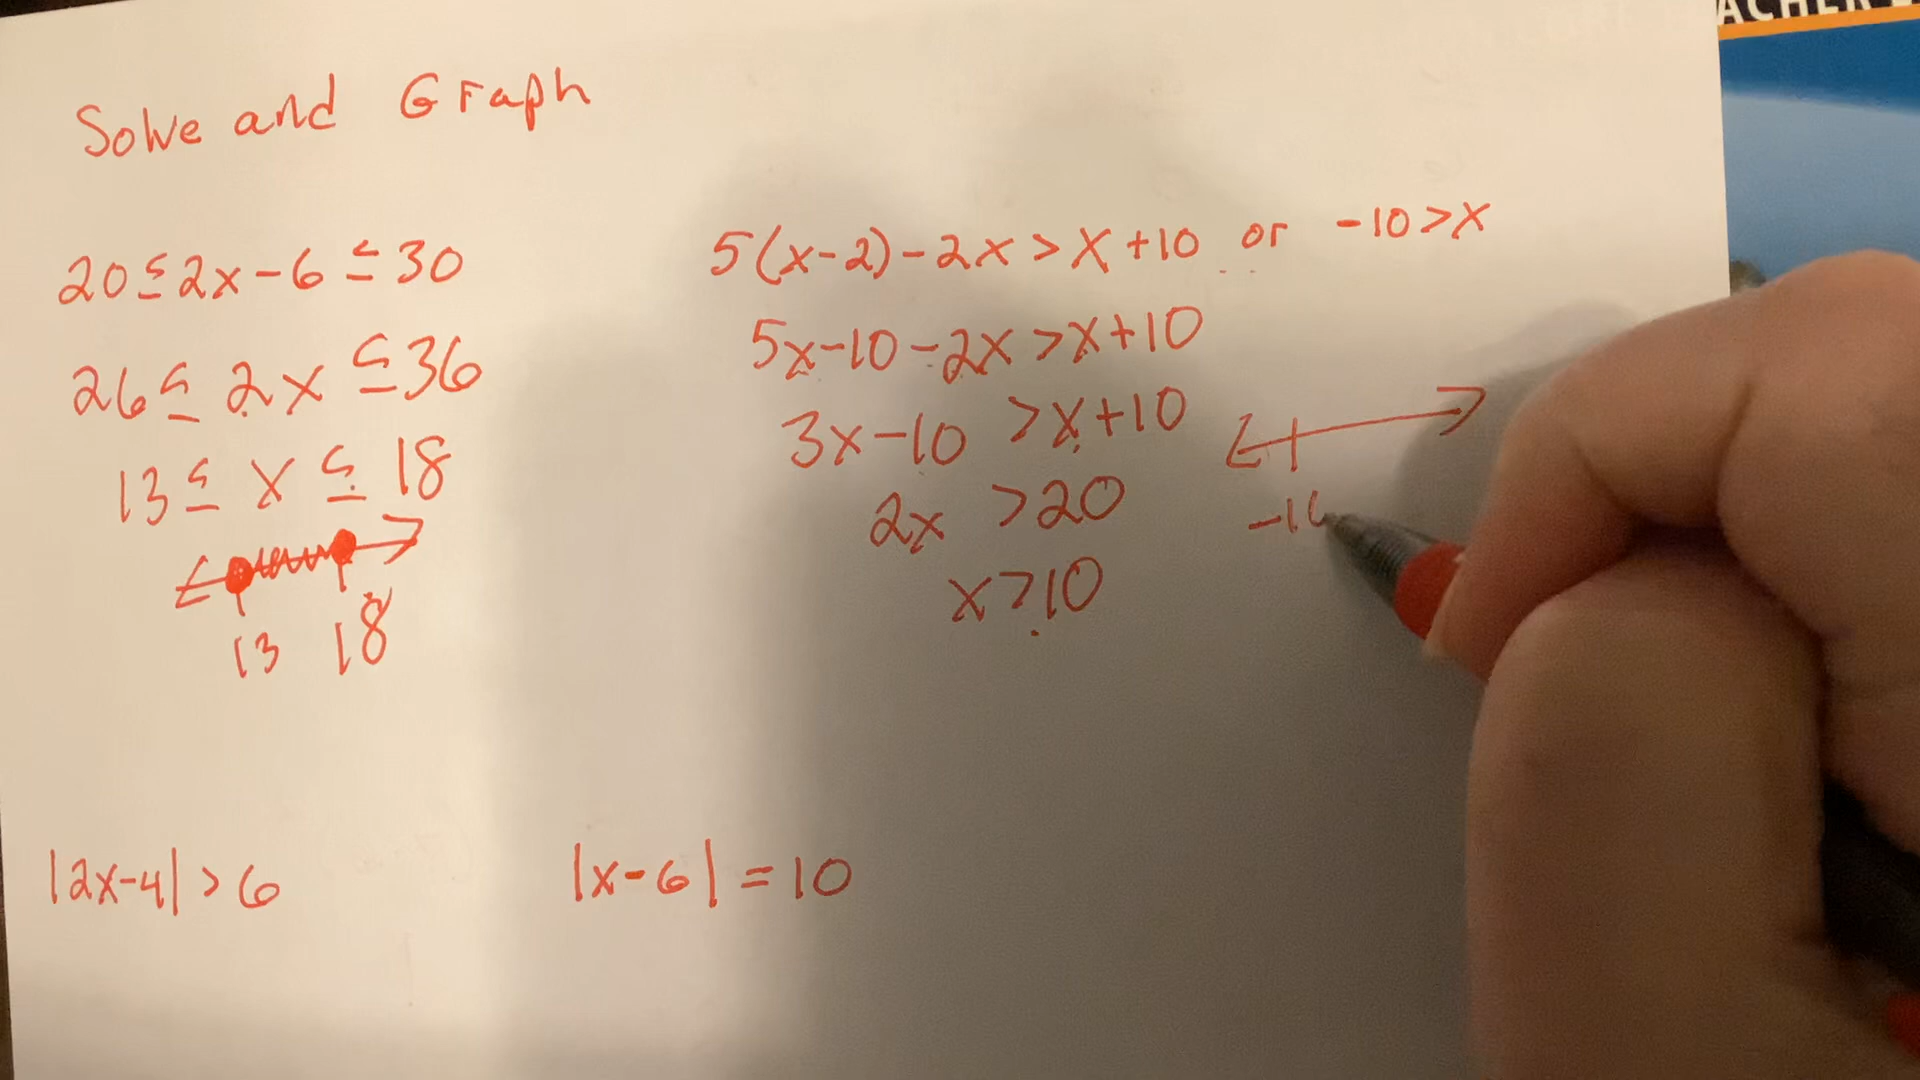 Solve and Graph
20≤2x-6≤30
26≤2x≤36
13≤x≤18
13 18
5(x-2)-2x>x+10 or -10>x
5x-10-2x>x+10
3x-10>x+10
2x>20
x>10
|2x-4|>6
|x-6|=10